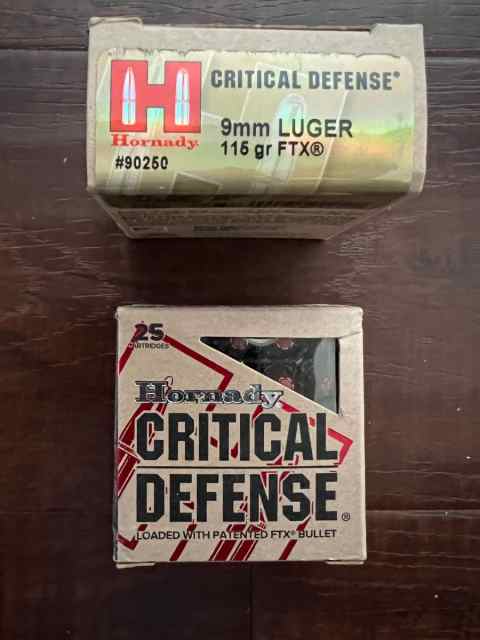 CRITICAL DEFENSE®
9mm LUGER
115 gr FTX®
Hornady.
#90250
25
CARTRIDGES
Hornady
CRITICAL
DEFENSE®
LOADED WITH PATENTED FTX® BULLET